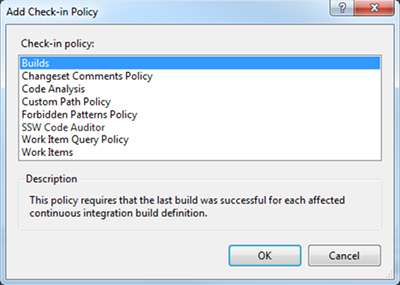 Add Check-in Policy
?
Check-in policy:
Builds
Changeset Comments Policy
Code Analysis
Custom Path Policy
Forbidden Patterns Policy
SSW Code Auditor
Work Item Query Policy
Work Items
Description
This policy requires that the last build was successful for each affected
continuous integration build definition.
OK
Cancel